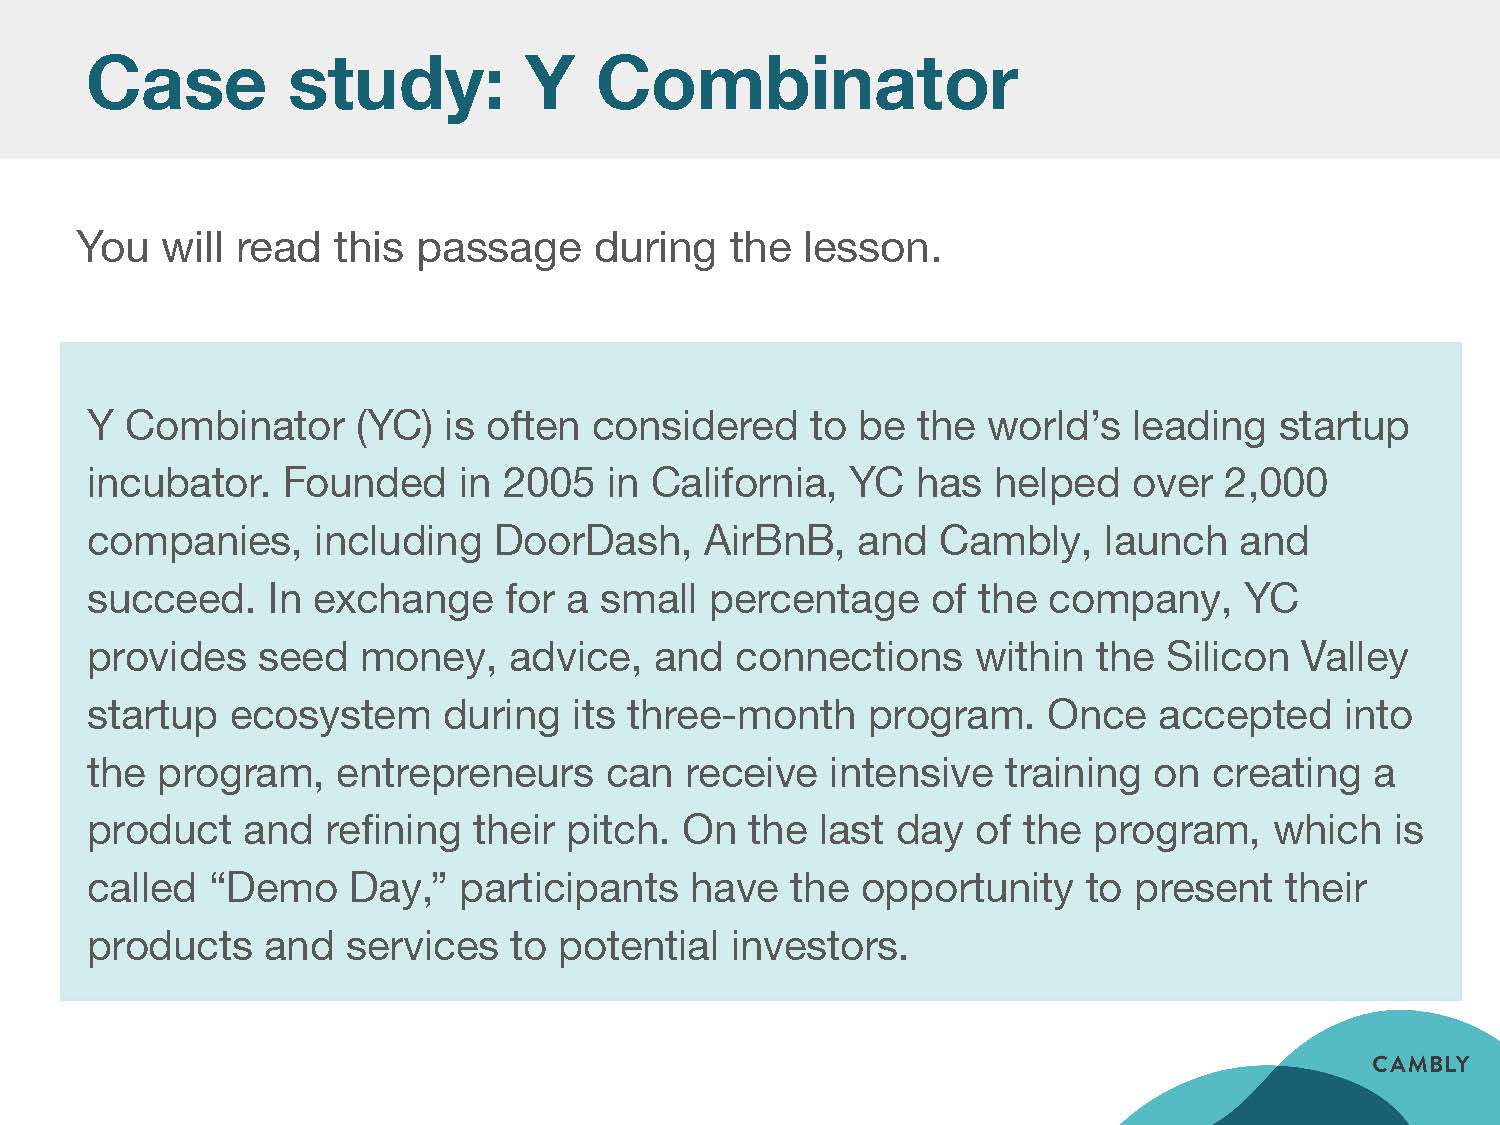 Case study: Y Combinator
You will read this passage during the lesson.
Y Combinator (YC) is often considered to be the world’s leading startup
incubator. Founded in 2005 in California, YC has helped over 2,000
companies, including DoorDash, AirBnB, and Cambly, launch and
succeed. In exchange for a small percentage of the company, YC
provides seed money, advice, and connections within the Silicon Valley
startup ecosystem during its three-month program. Once accepted into
the program, entrepreneurs can receive intensive training on creating a
product and refining their pitch. On the last day of the program, which is
called “Demo Day,” participants have the opportunity to present their
products and services to potential investors.
CAMBLY